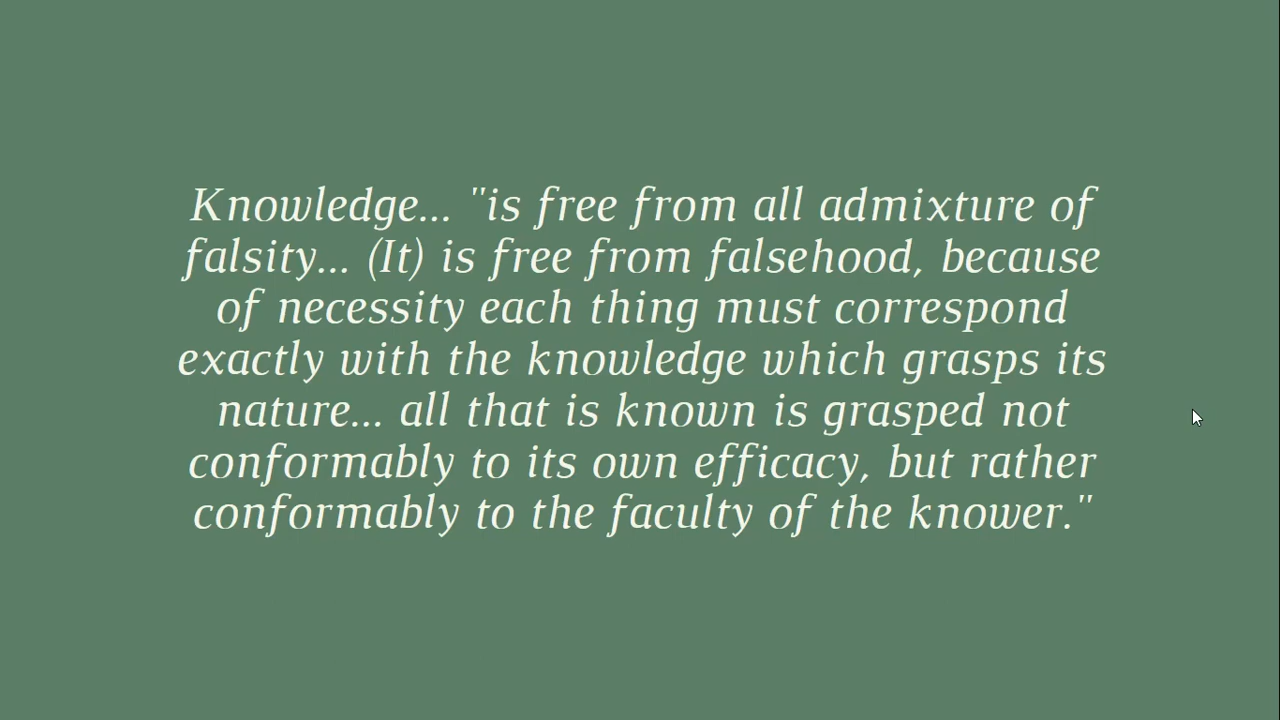 Knowledge... "is free from all admixture of
falsity... (It) is free from falsehood, because
of necessity each thing must correspond
exactly with the knowledge which grasps its
nature... all that is known is grasped not
conformably to its own efficacy, but rather
conformably to the faculty of the knower."